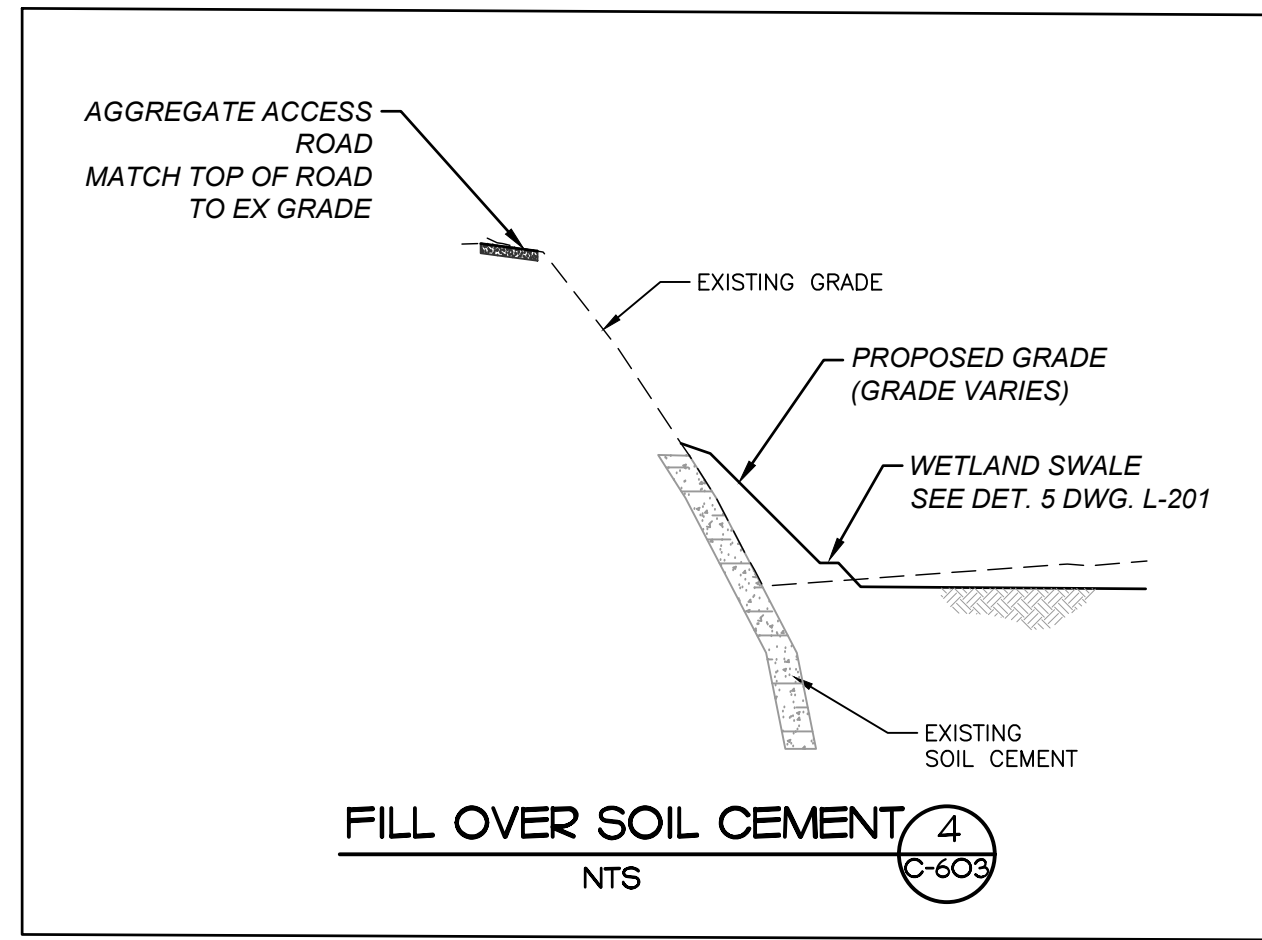 AGGREGATE ACCESS
ROAD
MATCH TOP OF ROAD
TO EX GRADE
EXISTING GRADE
PROPOSED GRADE
(GRADE VARIES)
WETLAND SWALE
SEE DET. 5 DWG. L-201
EXISTING
SOIL CEMENT
FILL OVER SOIL CEMENT
4
C-603
NTS